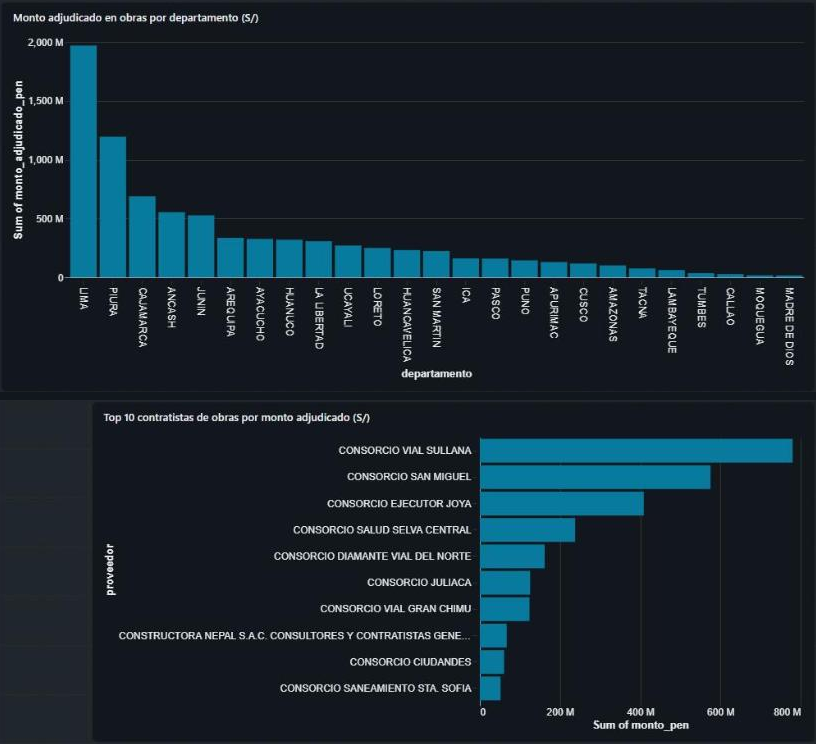 Monto adjudicado en obras por departamento (S/)
2,000 M
1,500 M
1,000 M
500 M
0
Sum of monto_adjudicado_pen
LIMA
PIURA
CAJAMARCA
ANCASH
JUNIN
AREQUIPA
AYACUCHO
HUANUCO
LA LIBERTAD
UCAYALI
LORETO
HUANCAVELICA
SAN MARTIN
ICA
PASCO
PUNO
APURIMAC
CUSCO
AMAZONAS
TACNA
LAMBAYEQUE
TUMBES
CALLAO
MOQUEGUA
MADRE DE DIOS
departamento
Top 10 contratistas de obras por monto adjudicado (S/)
proveedor
CONSORCIO VIAL SULLANA
CONSORCIO SAN MIGUEL
CONSORCIO EJECUTOR JOYA
CONSORCIO SALUD SELVA CENTRAL
CONSORCIO DIAMANTE VIAL DEL NORTE
CONSORCIO JULIACA
CONSORCIO VIAL GRAN CHIMU
CONSTRUCTORA NEPAL S.A.C. CONSULTORES Y CONTRATISTAS GENE...
CONSORCIO CIUDANDES
CONSORCIO SANEAMIENTO STA. SOFIA
0 200 M 400 M 600 M 800 M
Sum of monto_pen